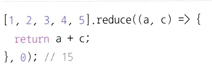 [1, 2, 3, 4, 5].reduce((a, c) => {
return a + c;
}, 0); // 15